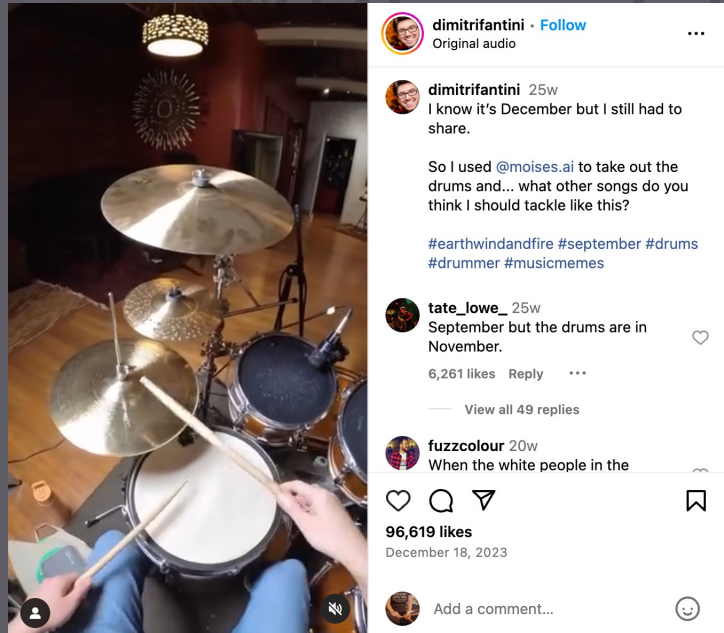 dimitrifantini • Follow
Original audio
dimitrifantini 25w
I know it's December but I still had to
share.
So I used @moises.ai to take out the
drums and... what other songs do you
think I should tackle like this?
#earthwindandfire #september #drums
#drummer #musicmemes
tate_lowe_ 25w
September but the drums are in
November.
6,261 likes Reply
View all 49 replies
fuzzcolour 20w
When the white people in the
96,619 likes
December 18, 2023
Add a comment...